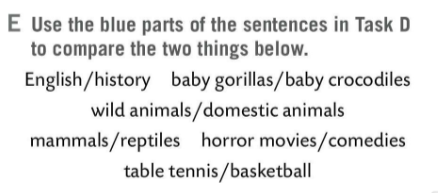 E Use the blue parts of the sentences in Task D
to compare the two things below.
English/history baby gorillas/baby crocodiles
wild animals/domestic animals
mammals/reptiles horror movies/comedies
table tennis/basketball